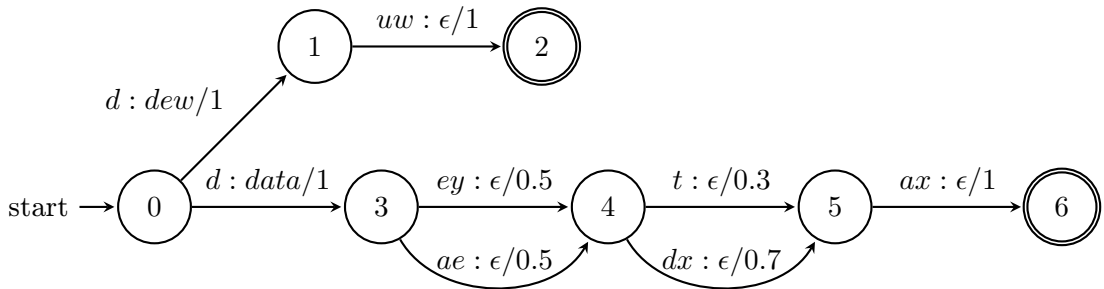 1
uw : ϵ/1
2
d : dew/1
start
0
d : data/1
3
ey : ϵ/0.5
4
t : ϵ/0.3
5
ax : ϵ/1
6
ae : ϵ/0.5
dx : ϵ/0.7